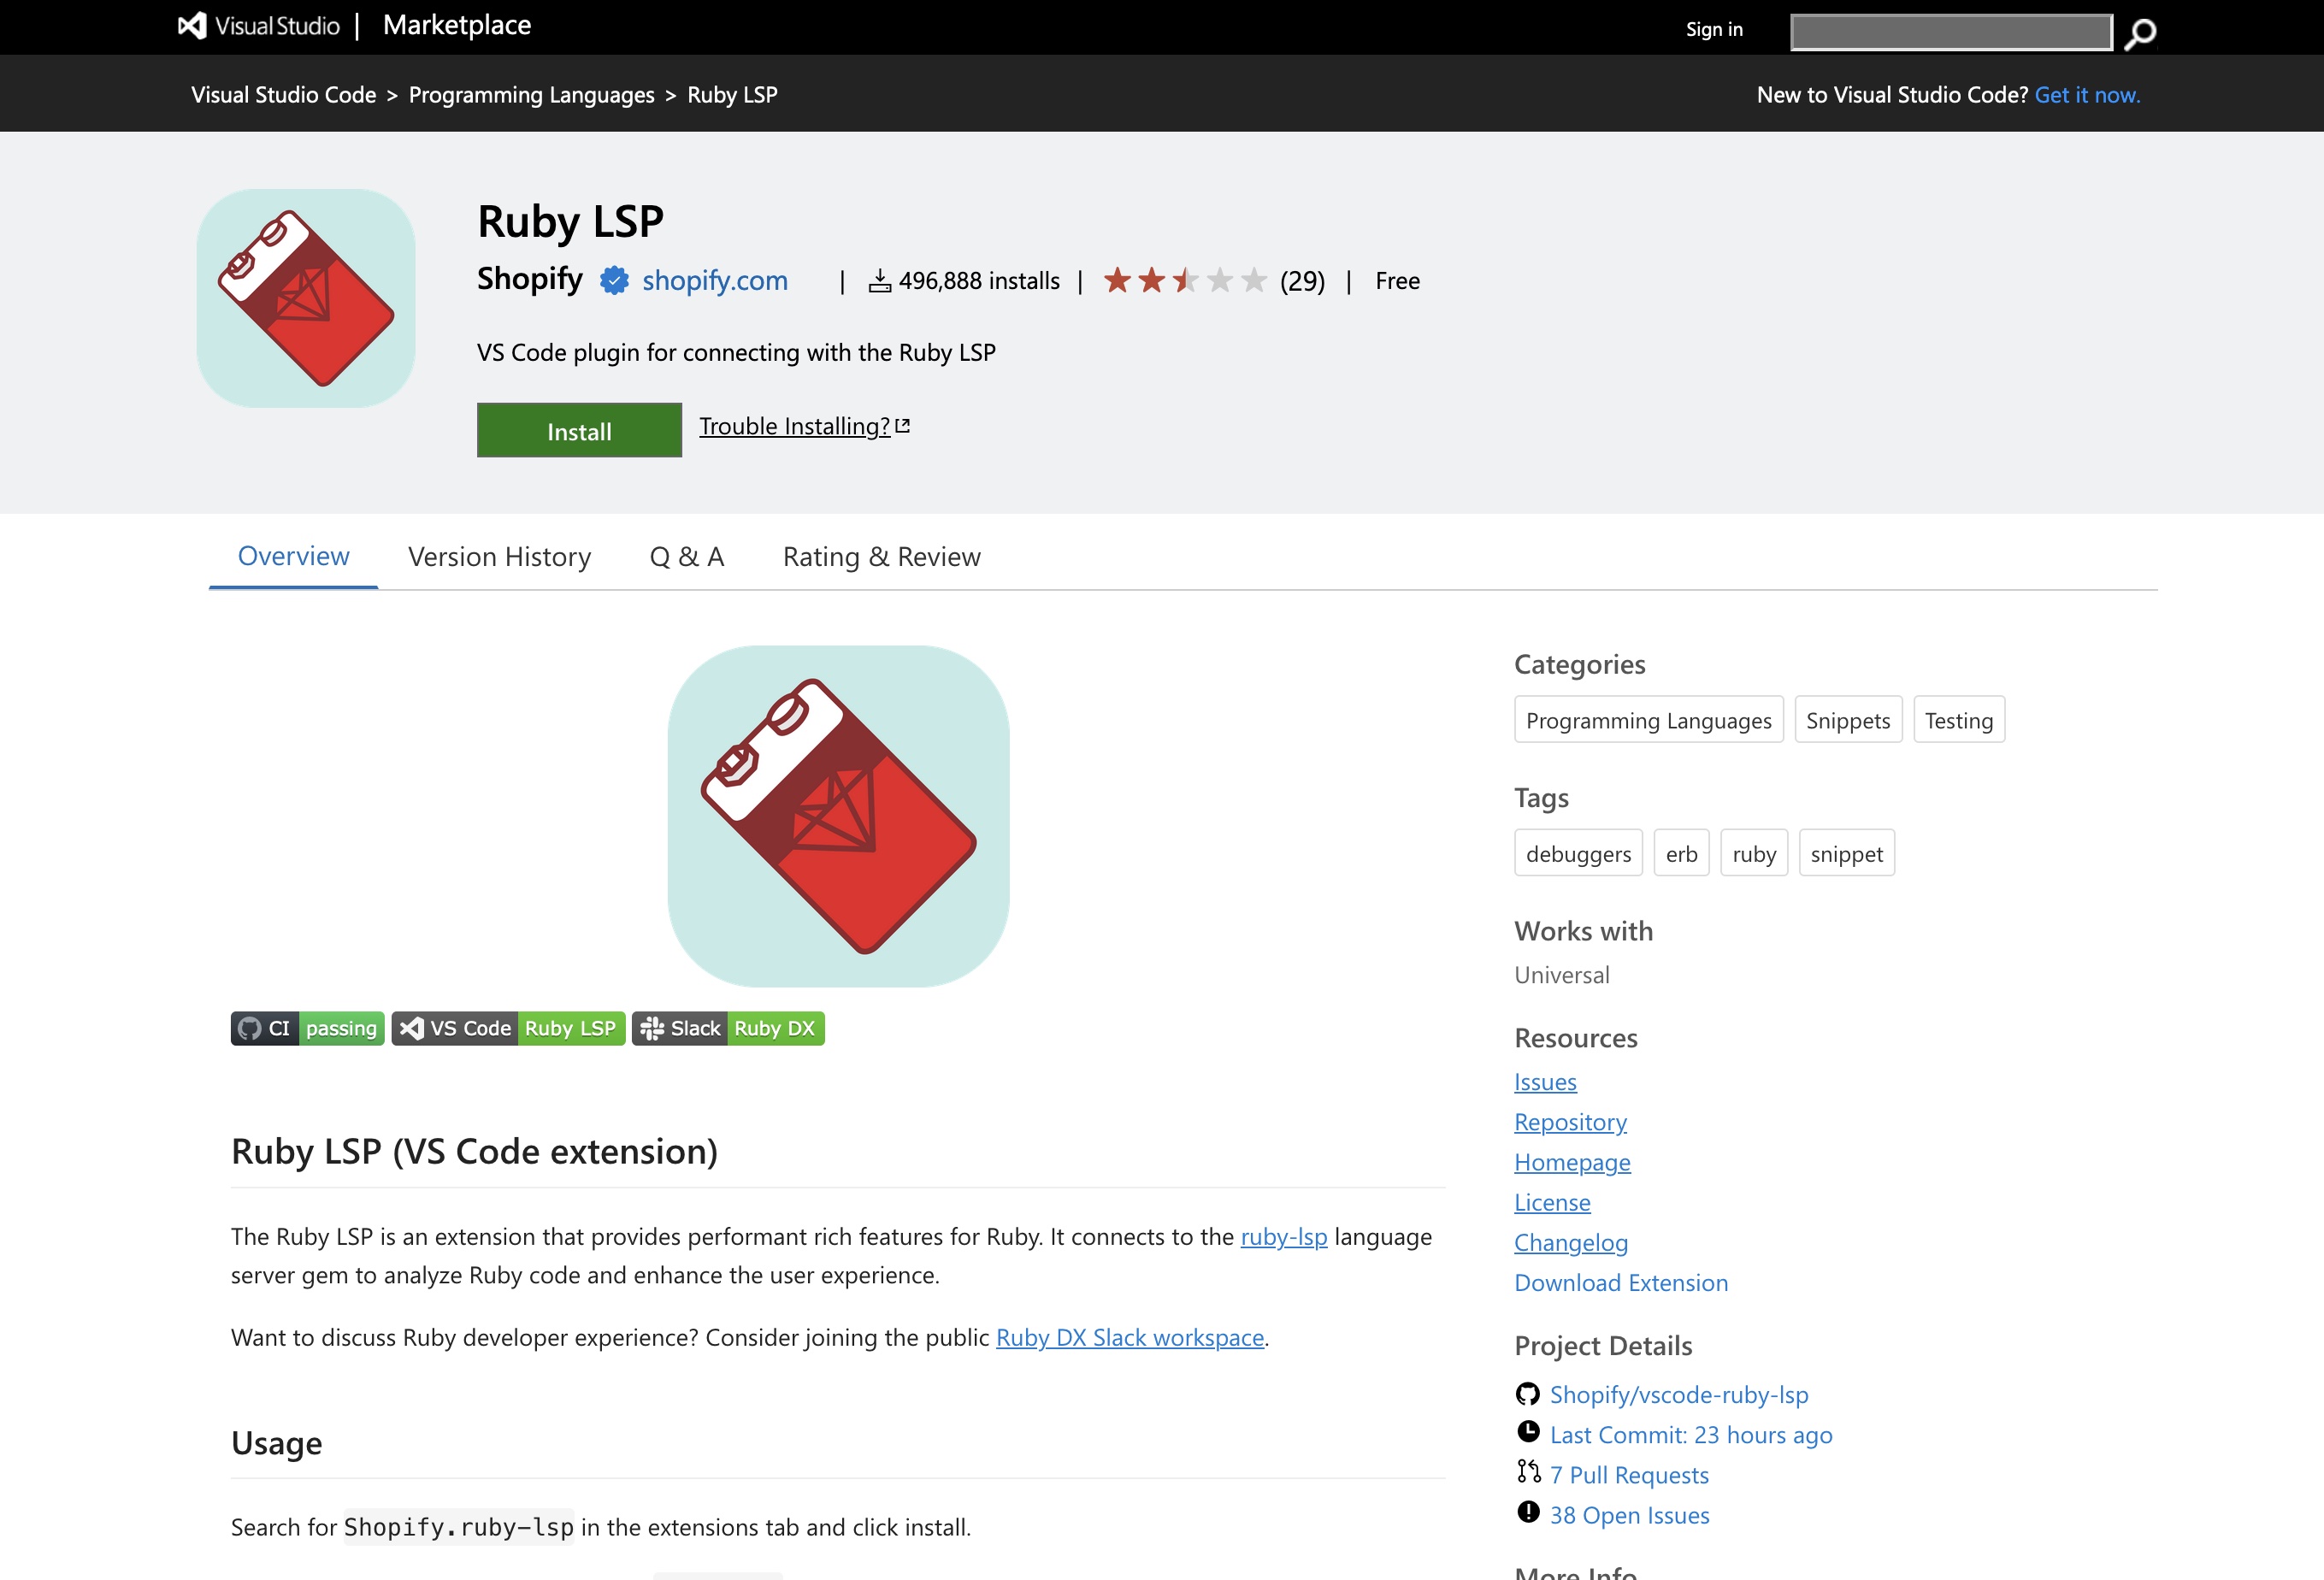 Visual Studio | Marketplace
Sign in
Visual Studio Code > Programming Languages > Ruby LSP
New to Visual Studio Code? Get it now.
Ruby LSP
Shopify shopify.com | 496,888 installs | (29) | Free
VS Code plugin for connecting with the Ruby LSP
Install Trouble Installing?
Overview Version History Q & A Rating & Review
CI passing VS Code Ruby LSP Slack Ruby DX
Ruby LSP (VS Code extension)
The Ruby LSP is an extension that provides performant rich features for Ruby. It connects to the ruby-lsp language
server gem to analyze Ruby code and enhance the user experience.
Want to discuss Ruby developer experience? Consider joining the public Ruby DX Slack workspace.
Usage
Search for Shopify.ruby-lsp in the extensions tab and click install.
Categories
Programming Languages Snippets Testing
Tags
debuggers erb ruby snippet
Works with
Universal
Resources
Issues
Repository
Homepage
License
Changelog
Download Extension
Project Details
Shopify/vscode-ruby-lsp
Last Commit: 23 hours ago
7 Pull Requests
38 Open Issues
More Info